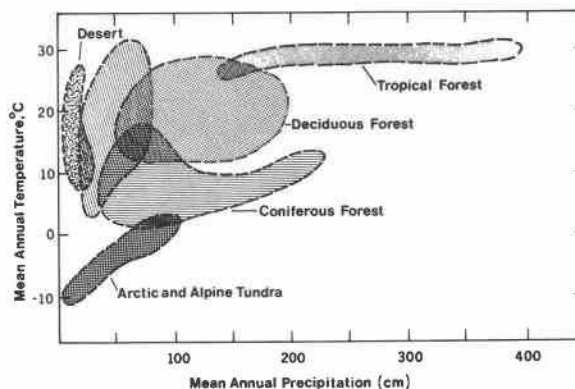 Desert
30
Tropical Forest
20
Deciduous Forest
10
Coniferous Forest
0
-10
Arctic and Alpine Tundra
Mean Annual Temperature,°C
100
200
300
400
Mean Annual Precipitation (cm)